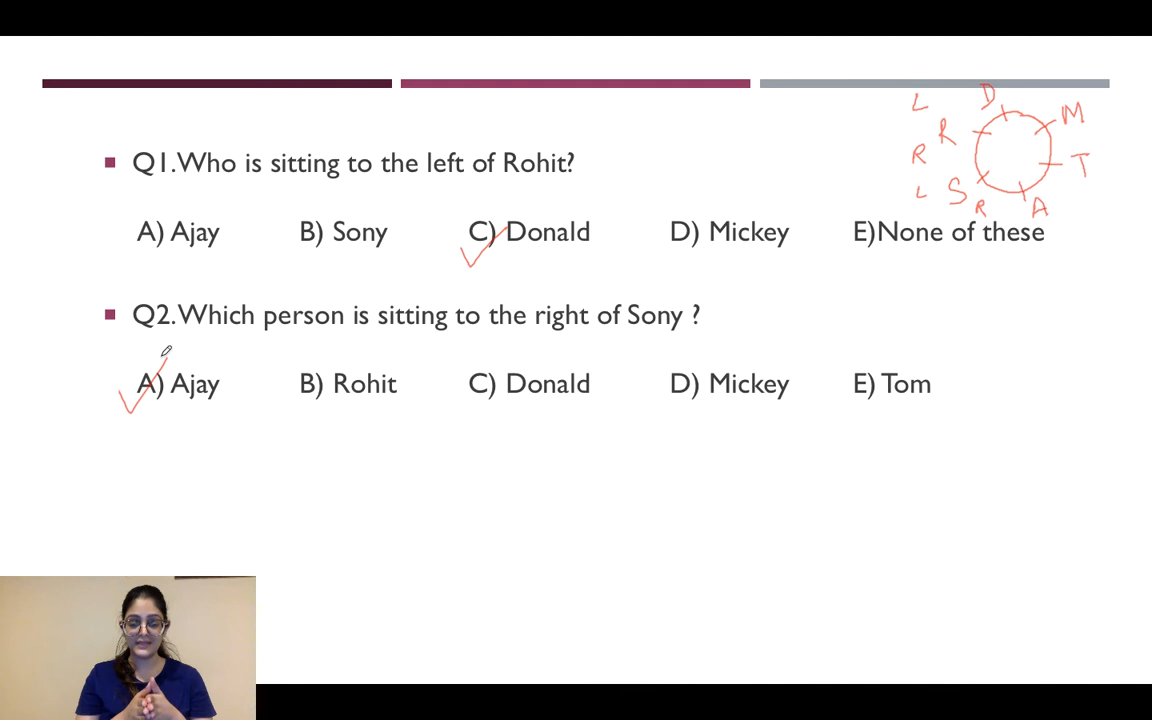 L D
R M
R T
L S
R A
Q1.Who is sitting to the left of Rohit?
A) Ajay B) Sony C) Donald D) Mickey E)None of these
Q2.Which person is sitting to the right of Sony ?
A) Ajay B) Rohit C) Donald D) Mickey E) Tom